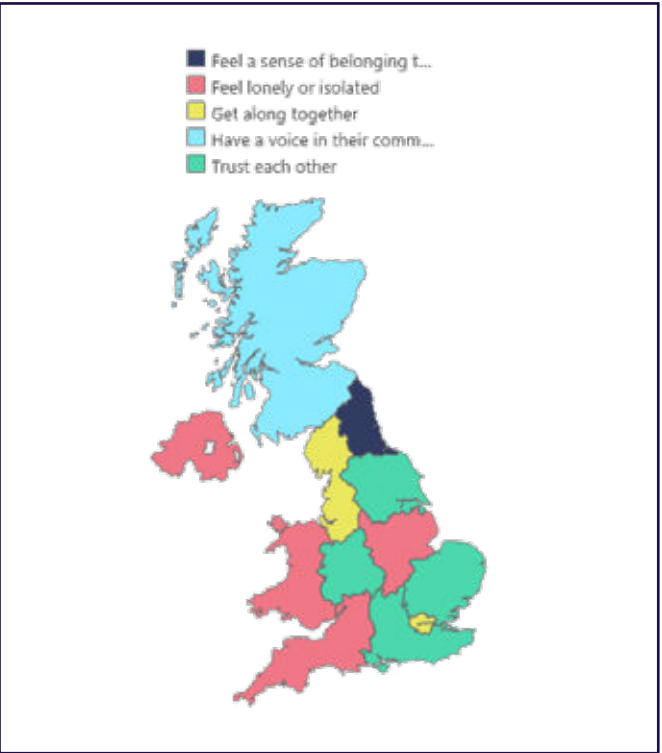 Feel a sense of belonging t...
Feel lonely or isolated
Get along together
Have a voice in their comm...
Trust each other